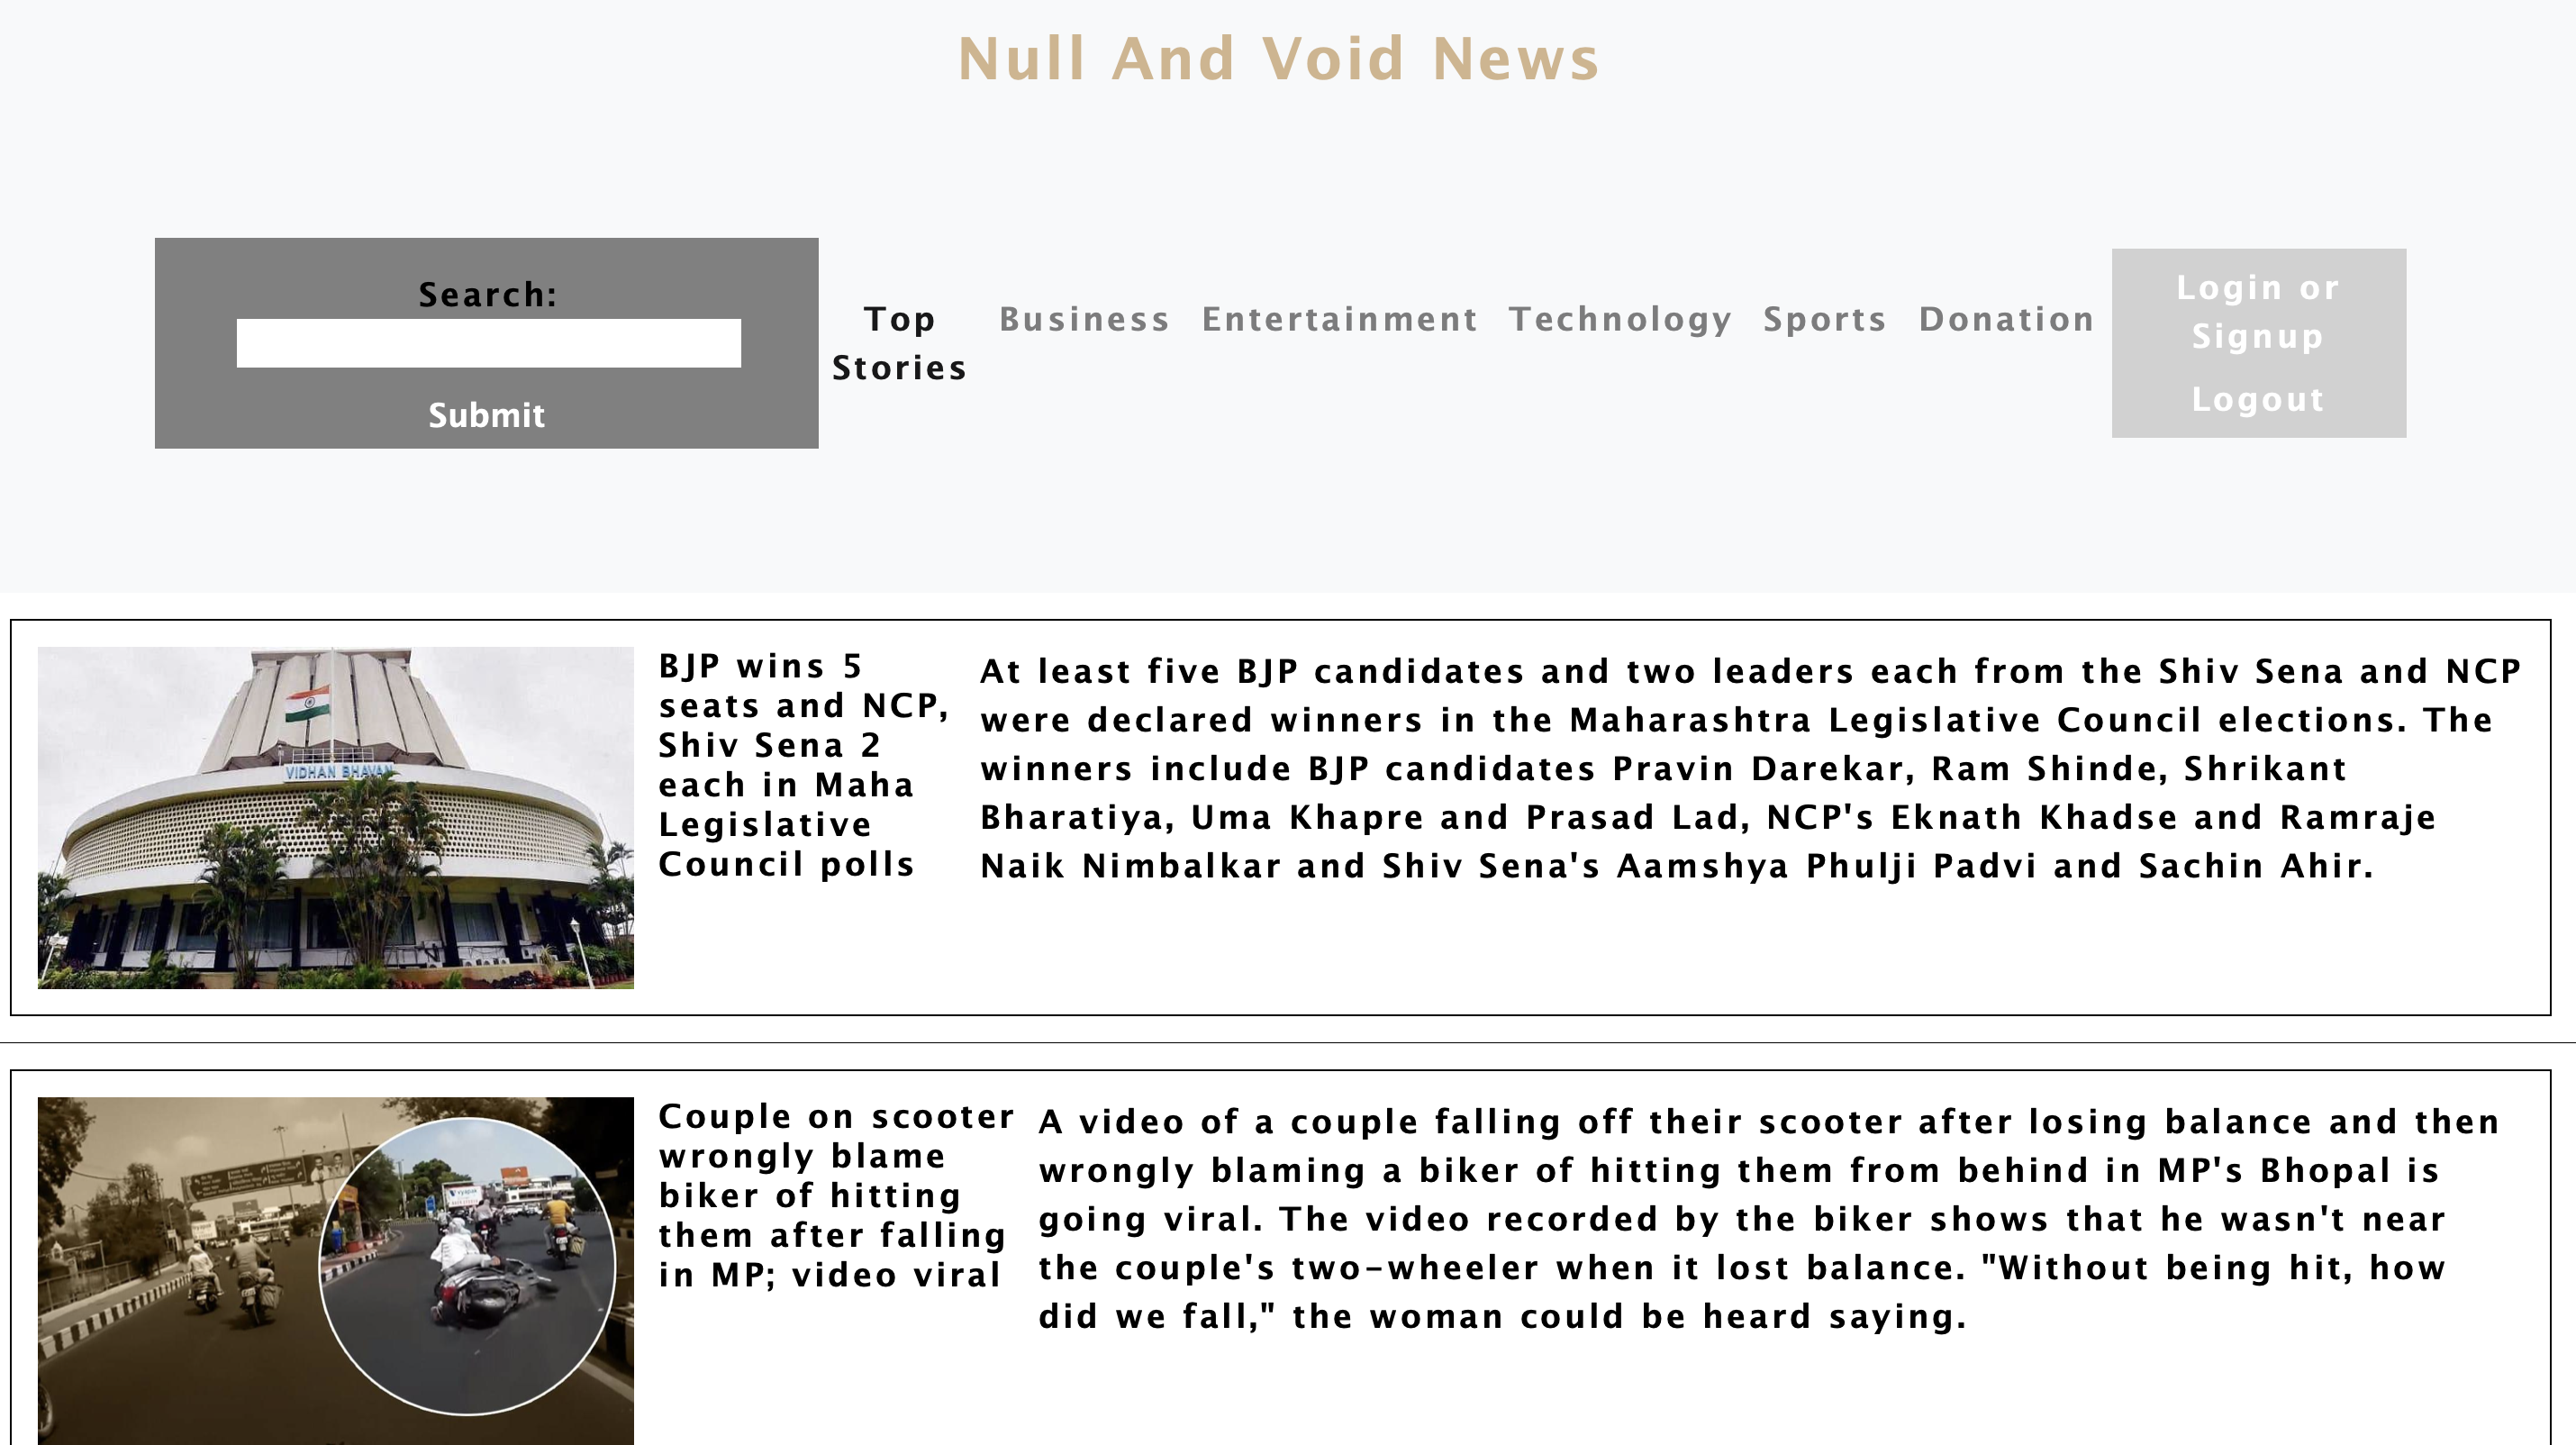 Null And Void News
Search:
Submit
Top
Stories
Business
Entertainment
Technology
Sports
Donation
Login or
Signup
Logout
VIDHAN BHAVAN
BJP wins 5
seats and NCP,
Shiv Sena 2
each in Maha
Legislative
Council polls
At least five BJP candidates and two leaders each from the Shiv Sena and NCP
were declared winners in the Maharashtra Legislative Council elections. The
winners include BJP candidates Pravin Darekar, Ram Shinde, Shrikant
Bharatiya, Uma Khapre and Prasad Lad, NCP's Eknath Khadse and Ramraje
Naik Nimbalkar and Shiv Sena's Aamshya Phulji Padvi and Sachin Ahir.
Couple on scooter
wrongly blame
biker of hitting
them after falling
in MP; video viral
A video of a couple falling off their scooter after losing balance and then
wrongly blaming a biker of hitting them from behind in MP's Bhopal is
going viral. The video recorded by the biker shows that he wasn't near
the couple's two-wheeler when it lost balance. "Without being hit, how
did we fall," the woman could be heard saying.